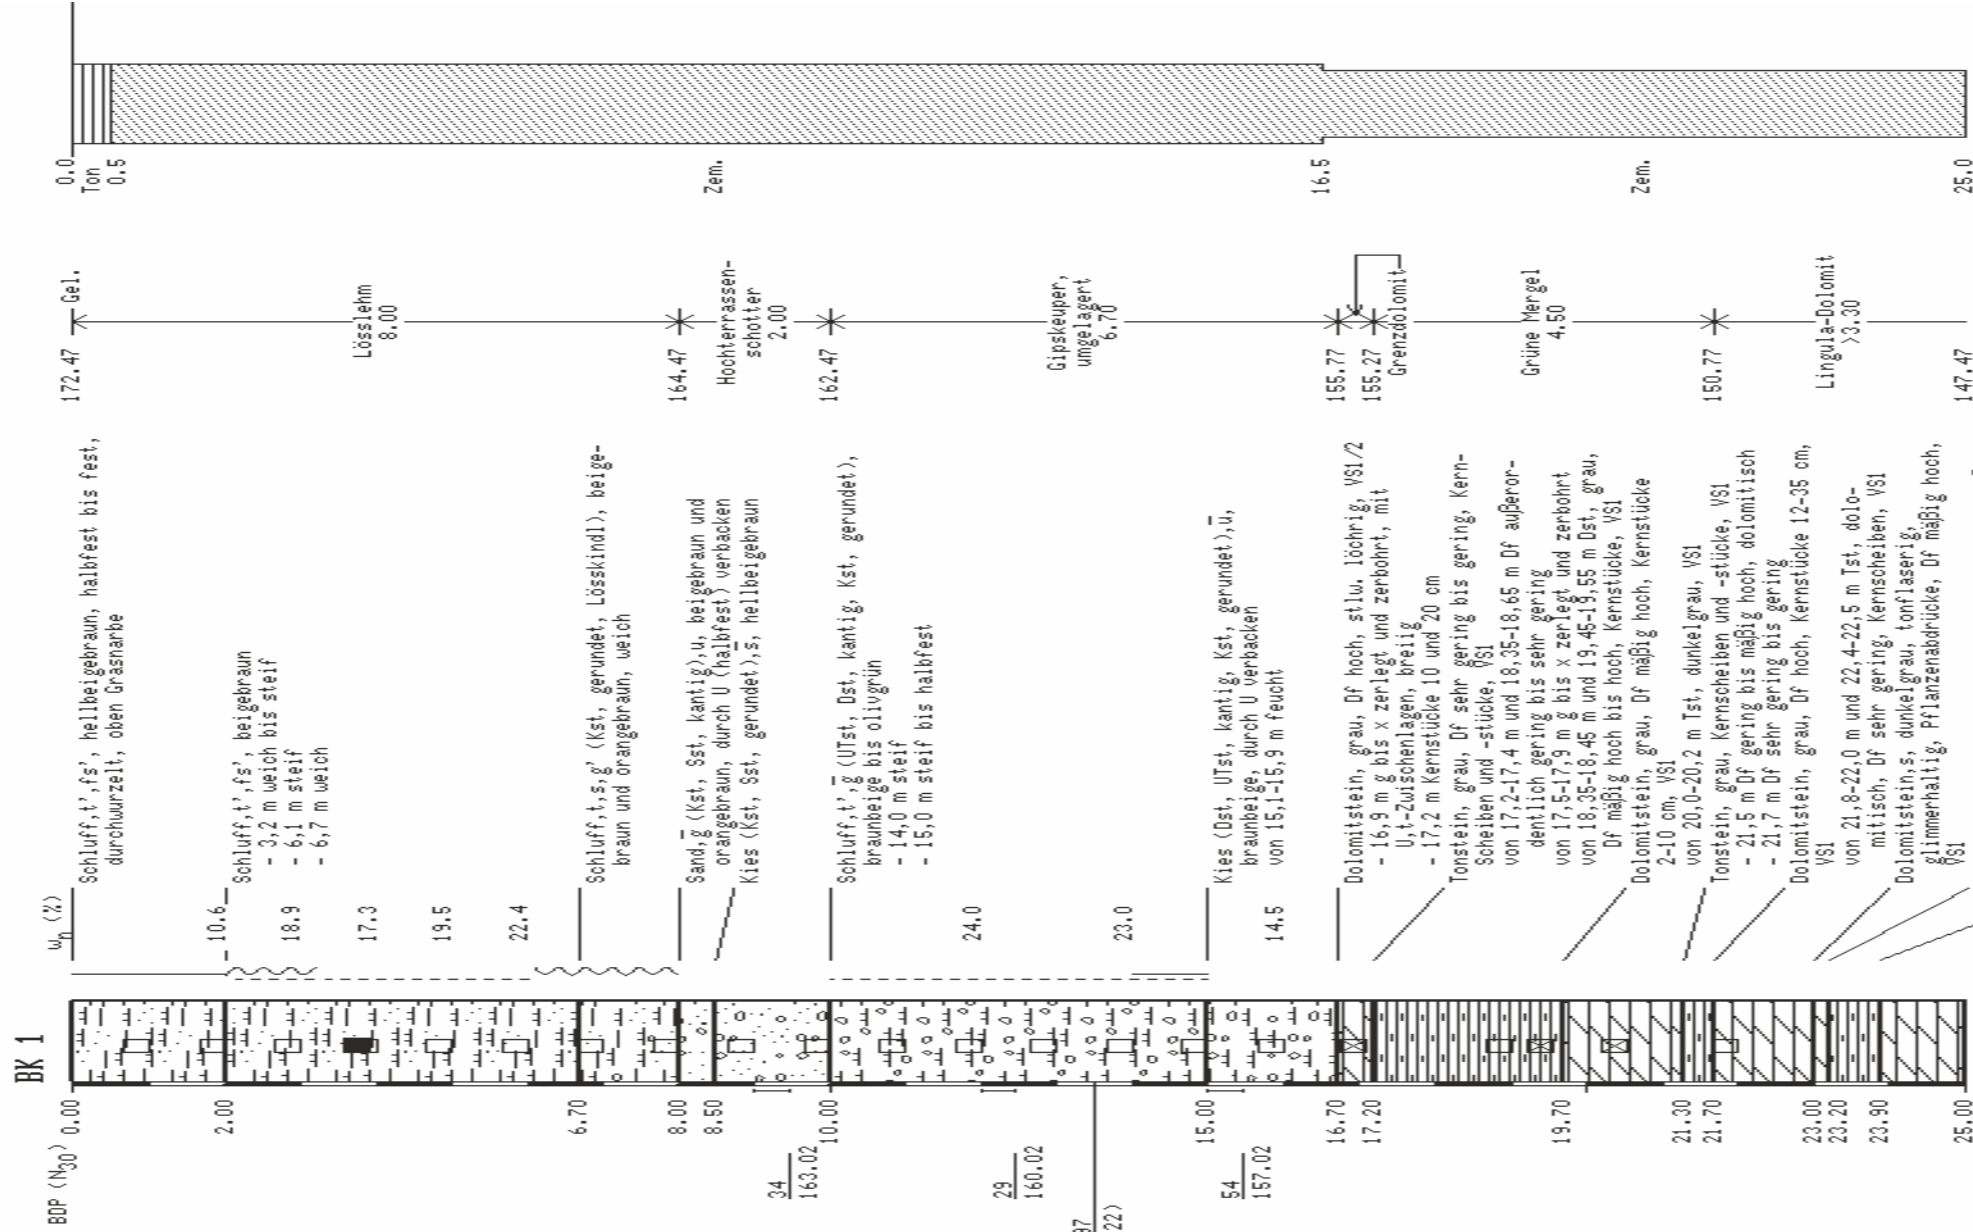 BK 1
BDP (N30)
wn (%)
0.00
2.00
6.70
8.00
8.50
10.00
15.00
16.70
17.20
19.70
21.30
21.70
23.00
23.20
23.90
25.00
34
163.02
29
160.02
54
157.02
97
22)
10.6
18.9
17.3
19.5
22.4
24.0
23.0
14.5
Schluff,t',fs', hellbeigebraun, halbfest bis fest,
durchwurzelt, oben Grasnarbe
Schluff,t',fs', beigebraun
- 3,2 m weich bis steif
- 6,1 m steif
- 6,7 m weich
Schluff,t,s,g' (Kst, gerundet, Lösskindl), beige-
braun und orangebraun, weich
Sand,g̅ (Kst, Sst, kantig),u, beigebraun und
orangebraun, durch U (halbfest) verbacken
Kies (Kst, Sst, gerundet),s̅, hellbeigebraun
Schluff,t',g̅ (UTst, Dst, kantig, Kst, gerundet),
braunbeige bis olivgrün
- 14,0 m steif
- 15,0 m steif bis halbfest
Kies (Dst, UTst, kantig, Kst, gerundet),u̅,
braunbeige, durch U verbacken
von 15,1-15,9 m feucht
Dolomitstein, grau, Df hoch, stlw. löchrig, VS1/2
- 16,9 m g bis x zerlegt und zerbohrt, mit
U,t-Zwischenlagen, breiig
- 17,2 m Kernstücke 10 und 20 cm
Tonstein, grau, Df sehr gering bis gering, Kern-
Scheiben und -stücke, VS1
von 17,2-17,4 m und 18,35-18,65 m Df außeror-
dentlich gering bis sehr gering
von 17,5-17,9 m g bis x zerlegt und zerbohrt
von 18,35-18,45 m und 19,45-19,55 m Dst, grau,
Df mäßig hoch bis hoch, Kernstücke, VS1
Dolomitstein, grau, Df mäßig hoch, Kernstücke
2-10 cm, VS1
von 20,0-20,2 m Tst, dunkelgrau, VS1
Tonstein, grau, Kernscheiben und -stücke, VS1
- 21,5 m Df gering bis mäßig hoch, dolomitisch
- 21,7 m Df sehr gering bis gering
Dolomitstein, grau, Df hoch, Kernstücke 12-35 cm,
VS1
von 21,8-22,0 m und 22,4-22,5 m Tst, dolo-
mitisch, Df sehr gering, Kernscheiben, VS1
Dolomitstein,s, dunkelgrau, tonflaserig,
glimmerhaltig, Pflanzenabdrücke, Df mäßig hoch,
VS1
172.47
Gel.
164.47
162.47
155.77
155.27
150.77
147.47
Lösslehm
8.00
Hochterrassen-
schotter
2.00
Gipskeuper,
umgelagert
6.70
Grenzdolomit
Grüne Mergel
4.50
Lingula-Dolomit
>3.30
0.0
Ton
0.5
Zem.
16.5
Zem.
25.0